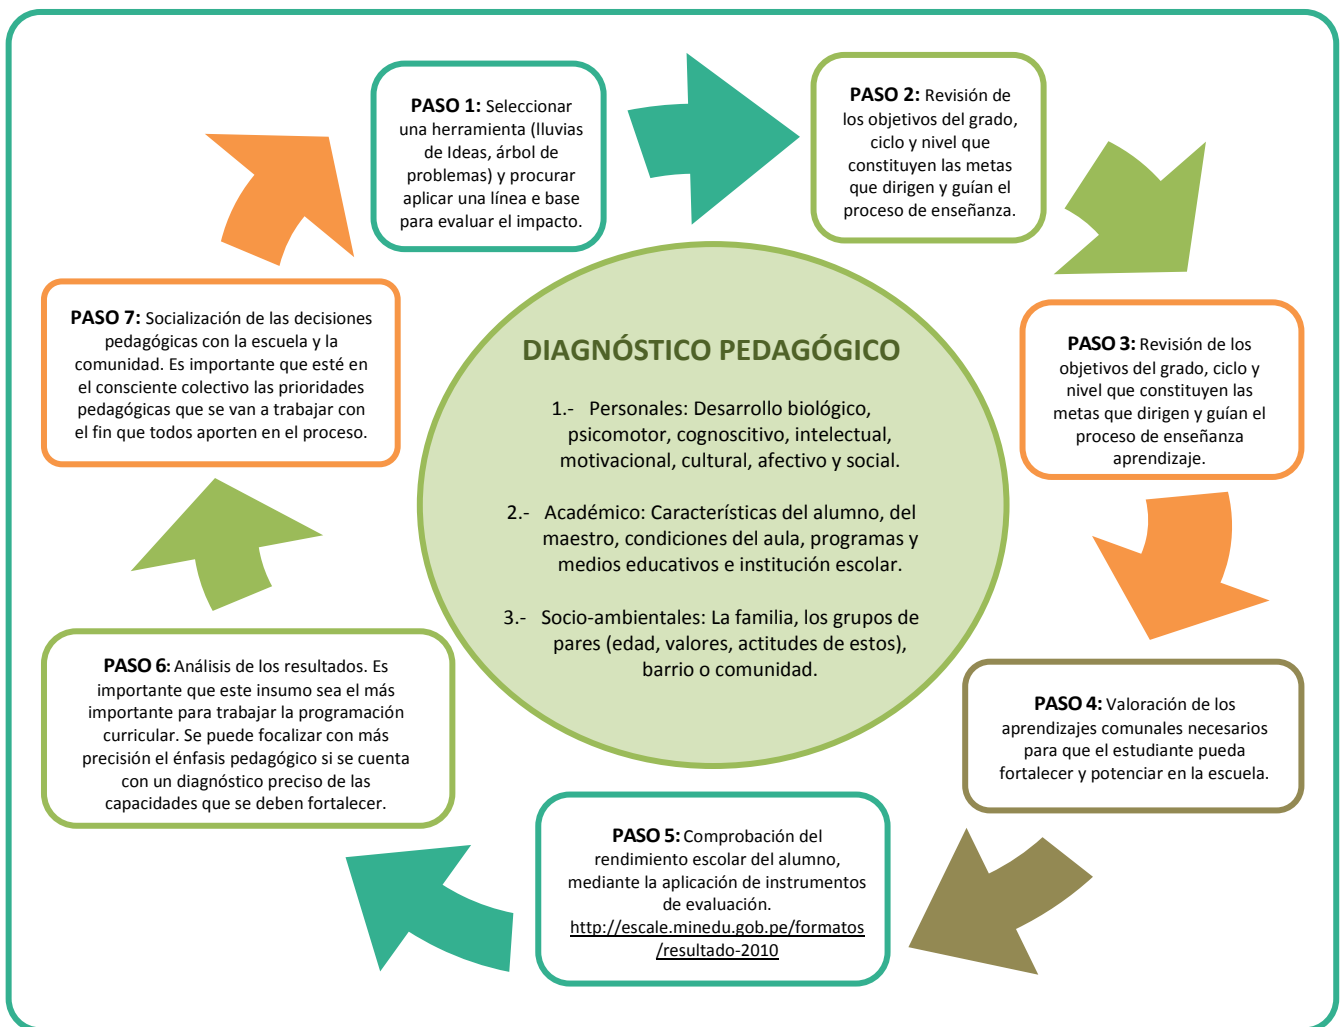 PASO 1: Seleccionar
una herramienta (lluvias
de Ideas, árbol de
problemas) y procurar
aplicar una línea e base
para evaluar el impacto.
PASO 2: Revisión de
los objetivos del grado,
ciclo y nivel que
constituyen las metas
que dirigen y guían el
proceso de enseñanza.
PASO 3: Revisión de los
objetivos del grado, ciclo y
nivel que constituyen las
metas que dirigen y guían el
proceso de enseñanza
aprendizaje.
PASO 4: Valoración de los
aprendizajes comunales necesarios
para que el estudiante pueda
fortalecer y potenciar en la escuela.
PASO 5: Comprobación del
rendimiento escolar del alumno,
mediante la aplicación de instrumentos
de evaluación.
http://escale.minedu.gob.pe/formatos
/resultado-2010
PASO 6: Análisis de los resultados. Es
importante que este insumo sea el más
importante para trabajar la programación
curricular. Se puede focalizar con más
precisión el énfasis pedagógico si se cuenta
con un diagnóstico preciso de las
capacidades que se deben fortalecer.
PASO 7: Socialización de las decisiones
pedagógicas con la escuela y la
comunidad. Es importante que esté en
el consciente colectivo las prioridades
pedagógicas que se van a trabajar con
el fin que todos aporten en el proceso.
DIAGNÓSTICO PEDAGÓGICO
1.- Personales: Desarrollo biológico,
psicomotor, cognoscitivo, intelectual,
motivacional, cultural, afectivo y social.
2.- Académico: Características del alumno, del
maestro, condiciones del aula, programas y
medios educativos e institución escolar.
3.- Socio-ambientales: La familia, los grupos de
pares (edad, valores, actitudes de estos),
barrio o comunidad.